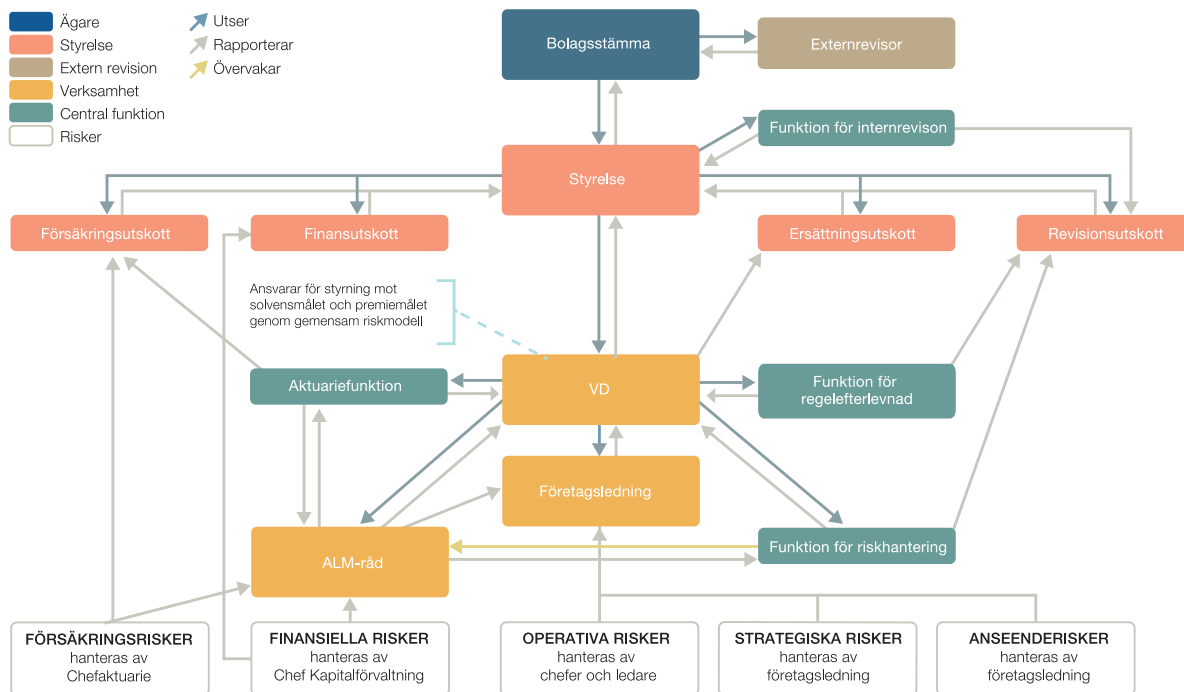 Ägare
Styrelse
Extern revision
Verksamhet
Central funktion
Risker
Utser
Rapporterar
Övervakar
Bolagsstämma
Externrevisor
Funktion för internrevison
Styrelse
Försäkringsutskott
Finansutskott
Ersättningsutskott
Revisionsutskott
Ansvarar för styrning mot
solvensmålet och premiemålet
genom gemensam riskmodell
Aktuariefunktion
VD
Funktion för
regelefterlevnad
Företagsledning
ALM-råd
Funktion för riskhantering
FÖRSÄKRINGSRISKER
hanteras av
Chefaktuarie
FINANSIELLA RISKER
hanteras av
Chef Kapitalförvaltning
OPERATIVA RISKER
hanteras av
chefer och ledare
STRATEGISKA RISKER
hanteras av
företagsledning
ANSEENDERISKER
hanteras av
företagsledning